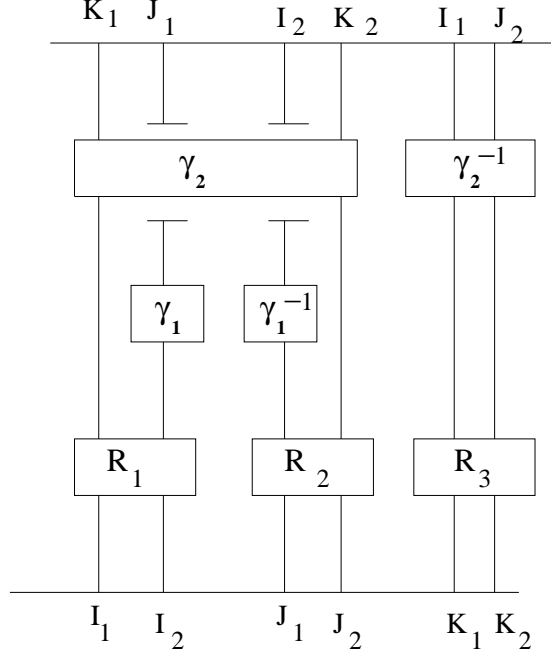 K₁ J₁ I₂ K₂ I₁ J₂
γ₂ γ₂⁻¹
γ₁ γ₁⁻¹
R₁ R₂ R₃
I₁ I₂ J₁ J₂ K₁ K₂